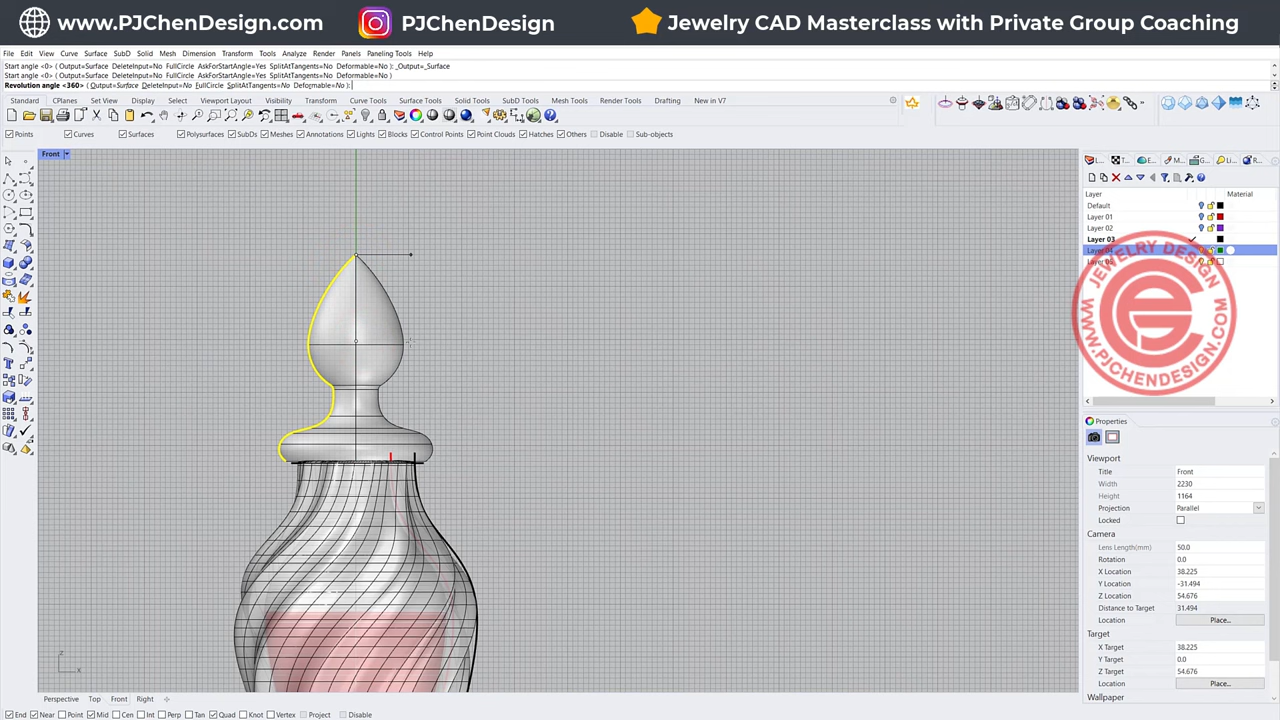 www.PJChenDesign.com PJChenDesign Jewelry CAD Masterclass with Private Group Coaching
File Edit View Curve Surface SubD Solid Mesh Dimension Transform Tools Analyze Render Panels Paneling Tools Help
Start angle <0> ( Output=Surface DeleteInput=No FullCircle AskForStartAngle=Yes SplitAtTangents=No Deformable=No ): _Output=_Surface
Start angle <0> ( Output=Surface DeleteInput=No FullCircle AskForStartAngle=Yes SplitAtTangents=No Deformable=No )
Revolution angle <360> ( Output=Surface DeleteInput=No FullCircle SplitAtTangents=No Deformable=No ):
Standard CPlanes Set View Display Select Viewport Layout Visibility Transform Curve Tools Surface Tools Solid Tools SubD Tools Mesh Tools Render Tools Drafting New in V7
Points Curves Surfaces Polysurfaces SubDs Meshes Annotations Lights Blocks Control Points Point Clouds Hatches Others Disable Sub-objects
Front
L... T... E... M... G... Li... R...
Layer Material
Default
Layer 01
Layer 02
Layer 03
JEWELRY DESIGN
WWW.PJCHENDESIGN.COM
Properties
Viewport
Title Front
Width 2230
Height 1164
Projection Parallel
Locked
Camera
Lens Length(mm) 50.0
Rotation 0.0
X Location 38.225
Y Location -31.494
Z Location 54.676
Distance to Target 31.494
Location Place...
Target
X Target 38.225
Y Target 0.0
Z Target 54.676
Location Place...
Wallpaper
z
x
Perspective Top Front Right
End Near Point Mid Cen Int Perp Tan Quad Knot Vertex Project Disable